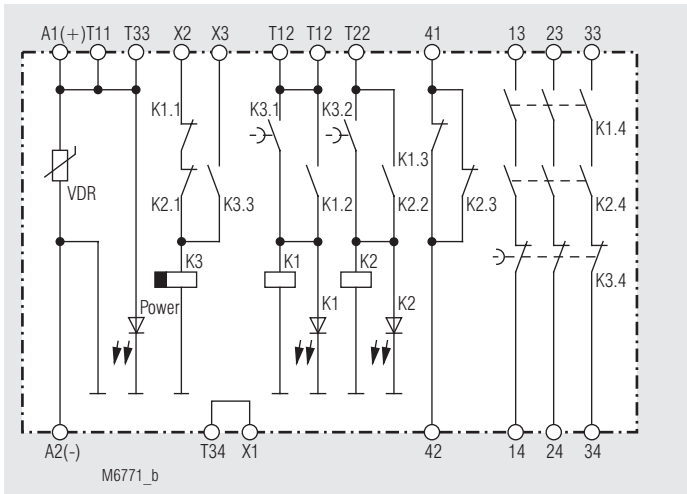 A1(+) T11 T33 X2 X3 T12 T12 T22 41 13 23 33
K1.1 K3.1 K3.2
K1.4
K1.3
VDR K2.1 K3.3 K1.2 K2.2 K2.3 K2.4
K3 K1 K2
K3.4
Power K1 K2
A2(-) T34 X1 42 14 24 34
M6771_b